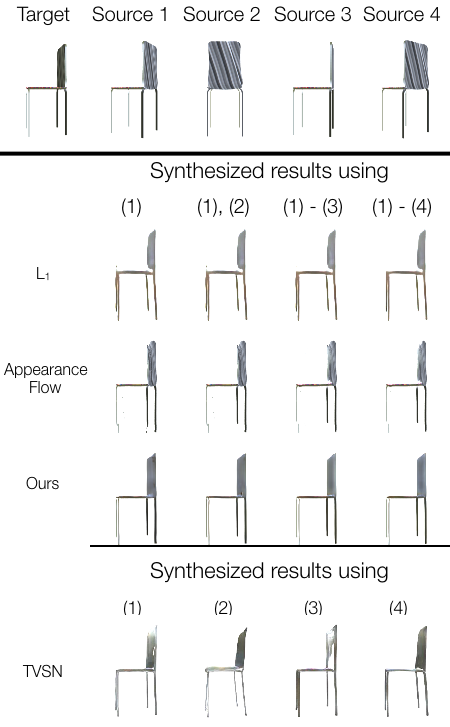 Target Source 1 Source 2 Source 3 Source 4
Synthesized results using
(1) (1), (2) (1) - (3) (1) - (4)
L₁
Appearance
Flow
Ours
Synthesized results using
(1) (2) (3) (4)
TVSN